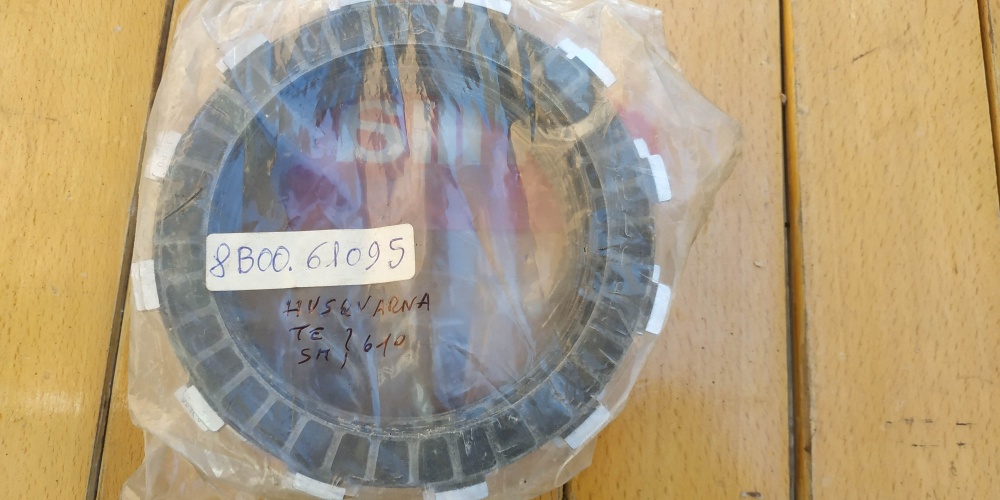 8B00.61095
HUSQVARNA
TE } 610
SM